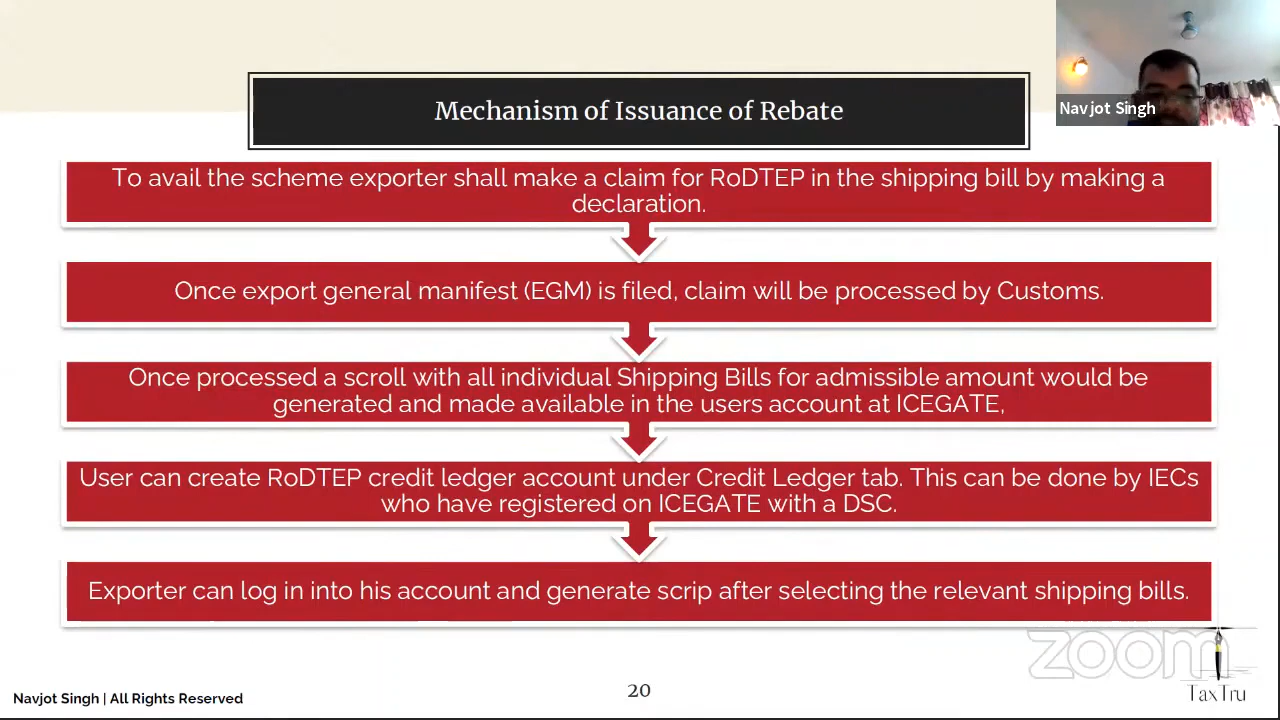 Mechanism of Issuance of Rebate
Navjot Singh
To avail the scheme exporter shall make a claim for RoDTEP in the shipping bill by making a
declaration.
Once export general manifest (EGM) is filed, claim will be processed by Customs.
Once processed a scroll with all individual Shipping Bills for admissible amount would be
generated and made available in the users account at ICEGATE,
User can create RoDTEP credit ledger account under Credit Ledger tab. This can be done by IECs
who have registered on ICEGATE with a DSC.
Exporter can log in into his account and generate scrip after selecting the relevant shipping bills.
zoom
TaxTru
Navjot Singh | All Rights Reserved
20